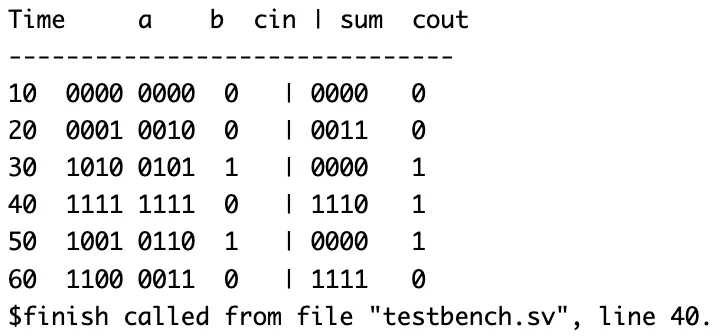 Time     a    b  cin | sum  cout
-------------------------------
10  0000 0000  0   | 0000   0
20  0001 0010  0   | 0011   0
30  1010 0101  1   | 0000   1
40  1111 1111  0   | 1110   1
50  1001 0110  1   | 0000   1
60  1100 0011  0   | 1111   0
$finish called from file "testbench.sv", line 40.